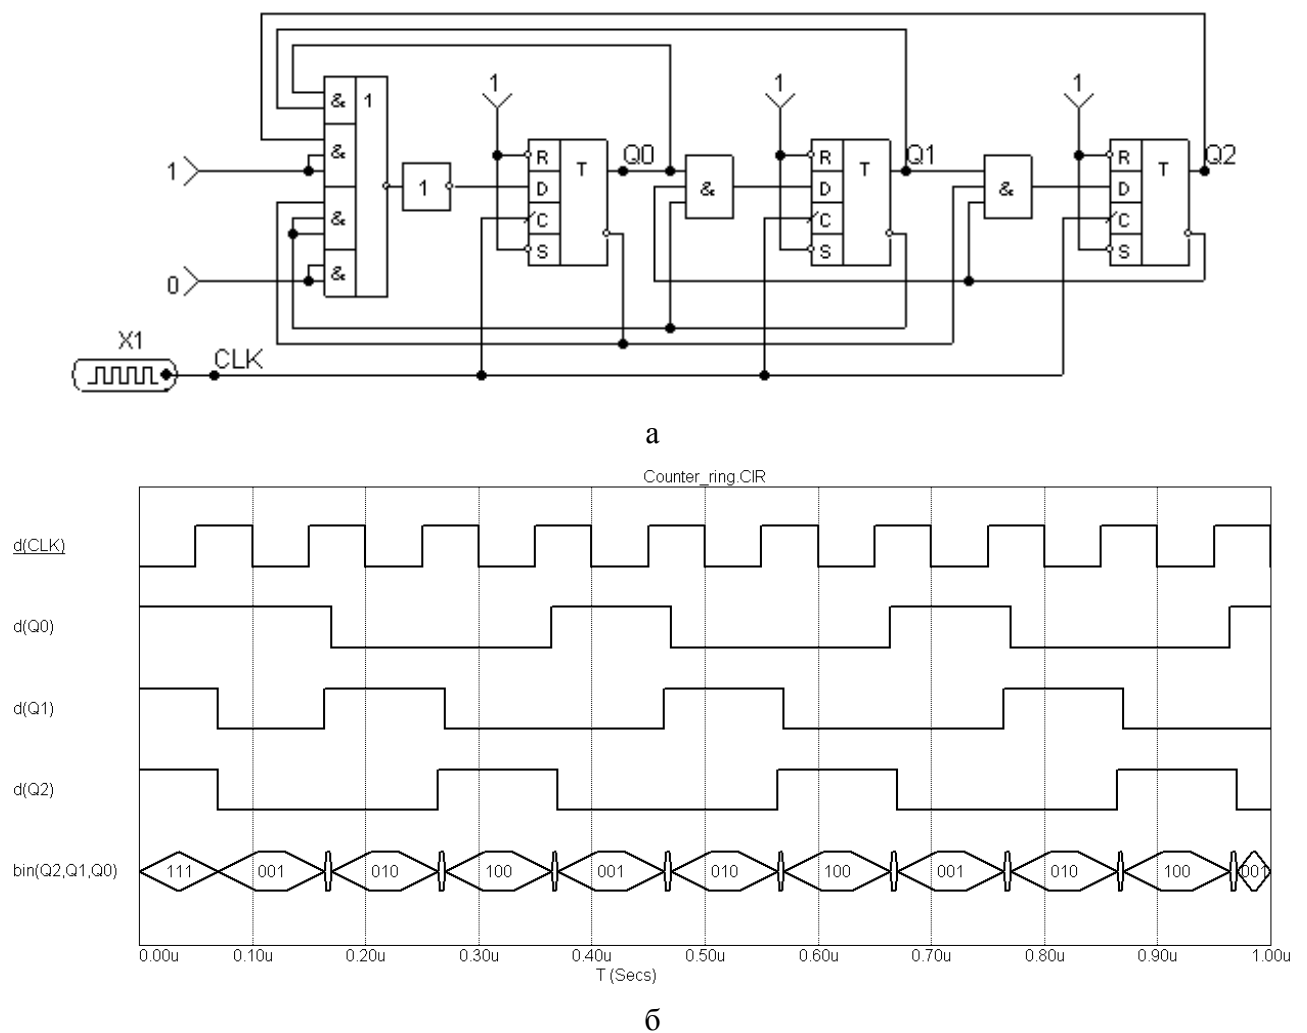 1 1 1
& 1
1 & R T Q0 R T Q1 R T Q2
1 D & D & D
& C C C
0 & S S S
X1
CLK
а
Counter_ring.CIR
d(CLK)
d(Q0)
d(Q1)
d(Q2)
bin(Q2,Q1,Q0) 111 001 010 100 001 010 100 001 010 100 001
0.00u 0.10u 0.20u 0.30u 0.40u 0.50u 0.60u 0.70u 0.80u 0.90u 1.00u
T (Secs)
б